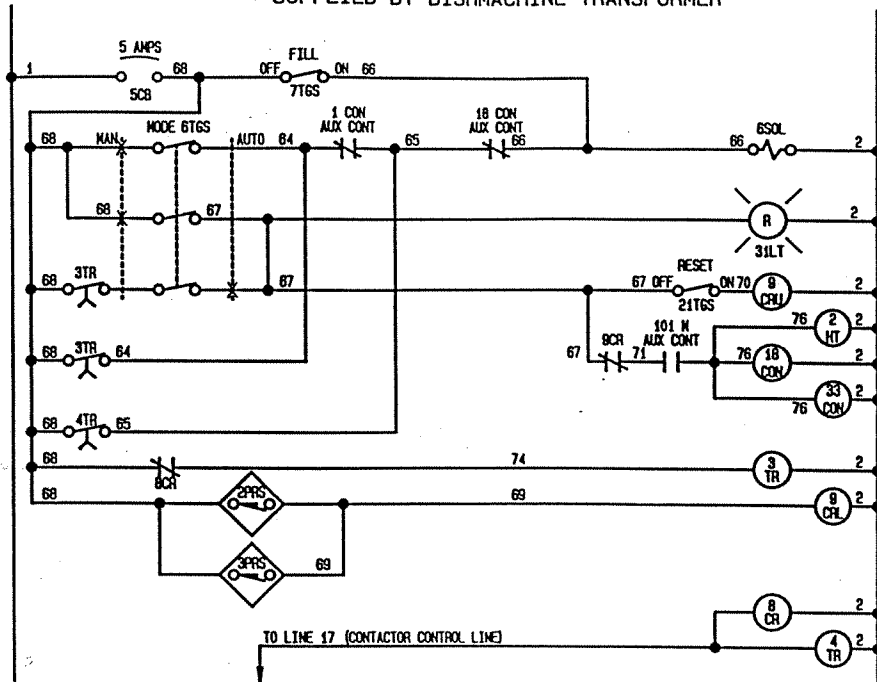 SUPPLIED BY DISHMACHINE TRANSFORMER
5 AMPS
1
68
5CB
FILL
OFF
ON
66
7TGS
MODE 6TGS
1 CON
AUX CONT
18 CON
AUX CONT
6SOL
68
MAN
AUTO
64
65
66
66
2
68
67
R
2
31LT
RESET
68
3TR
67
67
OFF
ON
70
9
CRU
2
21TGS
101 M
AUX CONT
76
2
HT
2
68
3TR
64
67
9CR
71
76
18
CON
2
76
33
CON
2
68
4TR
65
68
8CR
74
3
TR
2
68
2PRS
69
9
CRL
2
3PRS
69
8
CR
2
TO LINE 17 (CONTACTOR CONTROL LINE)
4
TR
2